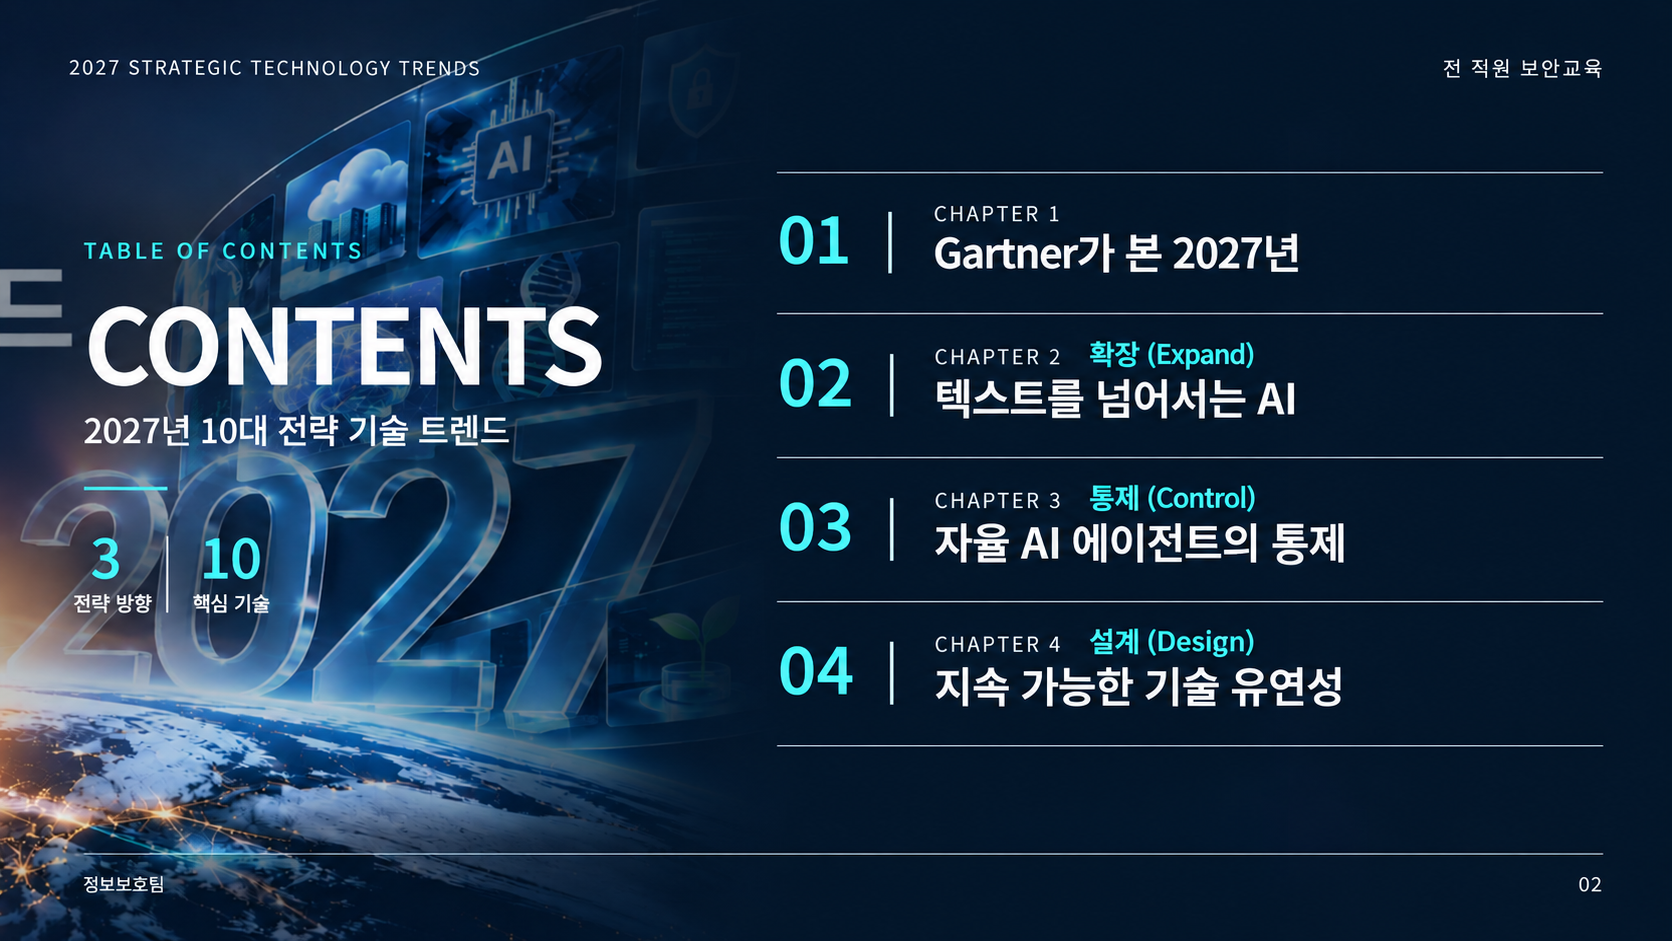 2027 STRATEGIC TECHNOLOGY TRENDS
전 직원 보안교육
AI
TABLE OF CONTENTS
드
CONTENTS
2027년 10대 전략 기술 트렌드
3
전략 방향
10
핵심 기술
2027
01
CHAPTER 1
Gartner가 본 2027년
02
CHAPTER 2 확장 (Expand)
텍스트를 넘어서는 AI
03
CHAPTER 3 통제 (Control)
자율 AI 에이전트의 통제
04
CHAPTER 4 설계 (Design)
지속 가능한 기술 유연성
정보보호팀
02